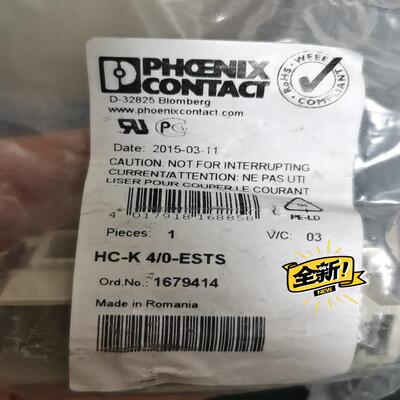 PHOENIX
CONTACT
D-32825 Blomberg
www.phoenixcontact.com
RoHS · WEEE
COMPLIANT
Date: 2015-03-11
CAUTION: NOT FOR INTERRUPTING
CURRENT/ATTENTION: NE PAS UTI
LISER POUR COUPER LE COURANT
4 017918 168858
PE-LD
Pieces: 1 V/C: 03
HC-K 4/0-ESTS
Ord.No.: 1679414
Made in Romania
全新!
NEW